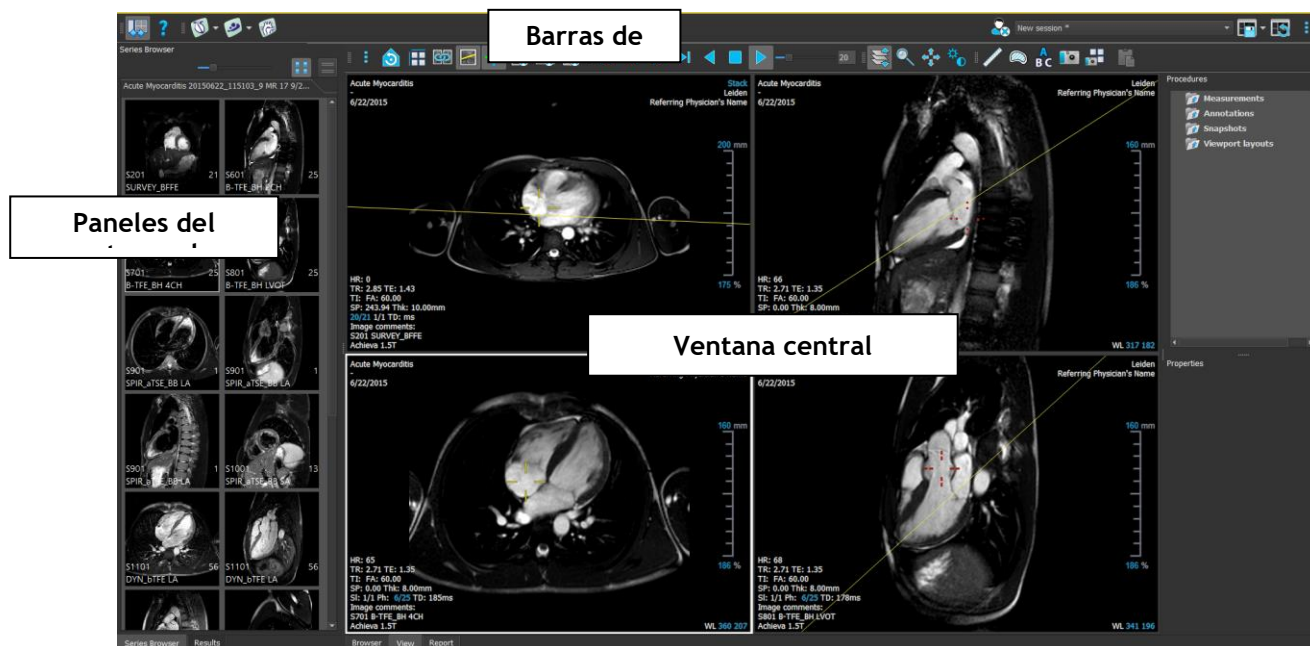 Barras de
New session *
Series Browser
20
Acute Myocarditis 20150622_115103_9 MR 17 9/2...
S201 21
SURVEY_BFFE
S601 25
B-TFE_BH 2CH
Paneles del
S701 25
B-TFE_BH 4CH
S801 25
B-TFE_BH LVOT
S901 1
SPIR_aTSE_BB LA
S901 1
SPIR_aTSE_BB LA
S901 1
SPIR_aTSE_BB LA
S1001 13
SPIR_aTSE_BB SA
S1101 56
DYN_bTFE LA
S1101 56
DYN_bTFE LA
Series Browser Results
Acute Myocarditis
-
6/22/2015
Stack
Leiden
Referring Physician's Name
200 mm
175 %
HR: 0
TR: 2.85 TE: 1.43
TI: FA: 60.00
SP: 243.94 Thk: 10.00mm
20/21 1/1 TD: ms
Image comments:
S201 SURVEY_BFFE
Achieva 1.5T
Acute Myocarditis
-
6/22/2015
Leiden
Referring Physician's Name
160 mm
186 %
HR: 66
TR: 2.71 TE: 1.35
TI: FA: 60.00
SP: 0.00 Thk: 8.00mm
WL 317 182
Ventana central
Acute Myocarditis
-
6/22/2015
160 mm
186 %
HR: 65
TR: 2.71 TE: 1.35
TI: FA: 60.00
SP: 0.00 Thk: 8.00mm
Sl: 1/1 Ph: 6/25 TD: 185ms
Image comments:
S701 B-TFE_BH 4CH
Achieva 1.5T
WL 360 207
Leiden
Referring Physician's Name
6/22/2015
160 mm
186 %
HR: 68
TR: 2.71 TE: 1.35
TI: FA: 60.00
SP: 0.00 Thk: 8.00mm
Sl: 1/1 Ph: 6/25 TD: 178ms
Image comments:
S801 B-TFE_BH LVOT
Achieva 1.5T
WL 341 196
Browser View Report
A
B C
Procedures
Measurements
Annotations
Snapshots
Viewport layouts
Properties